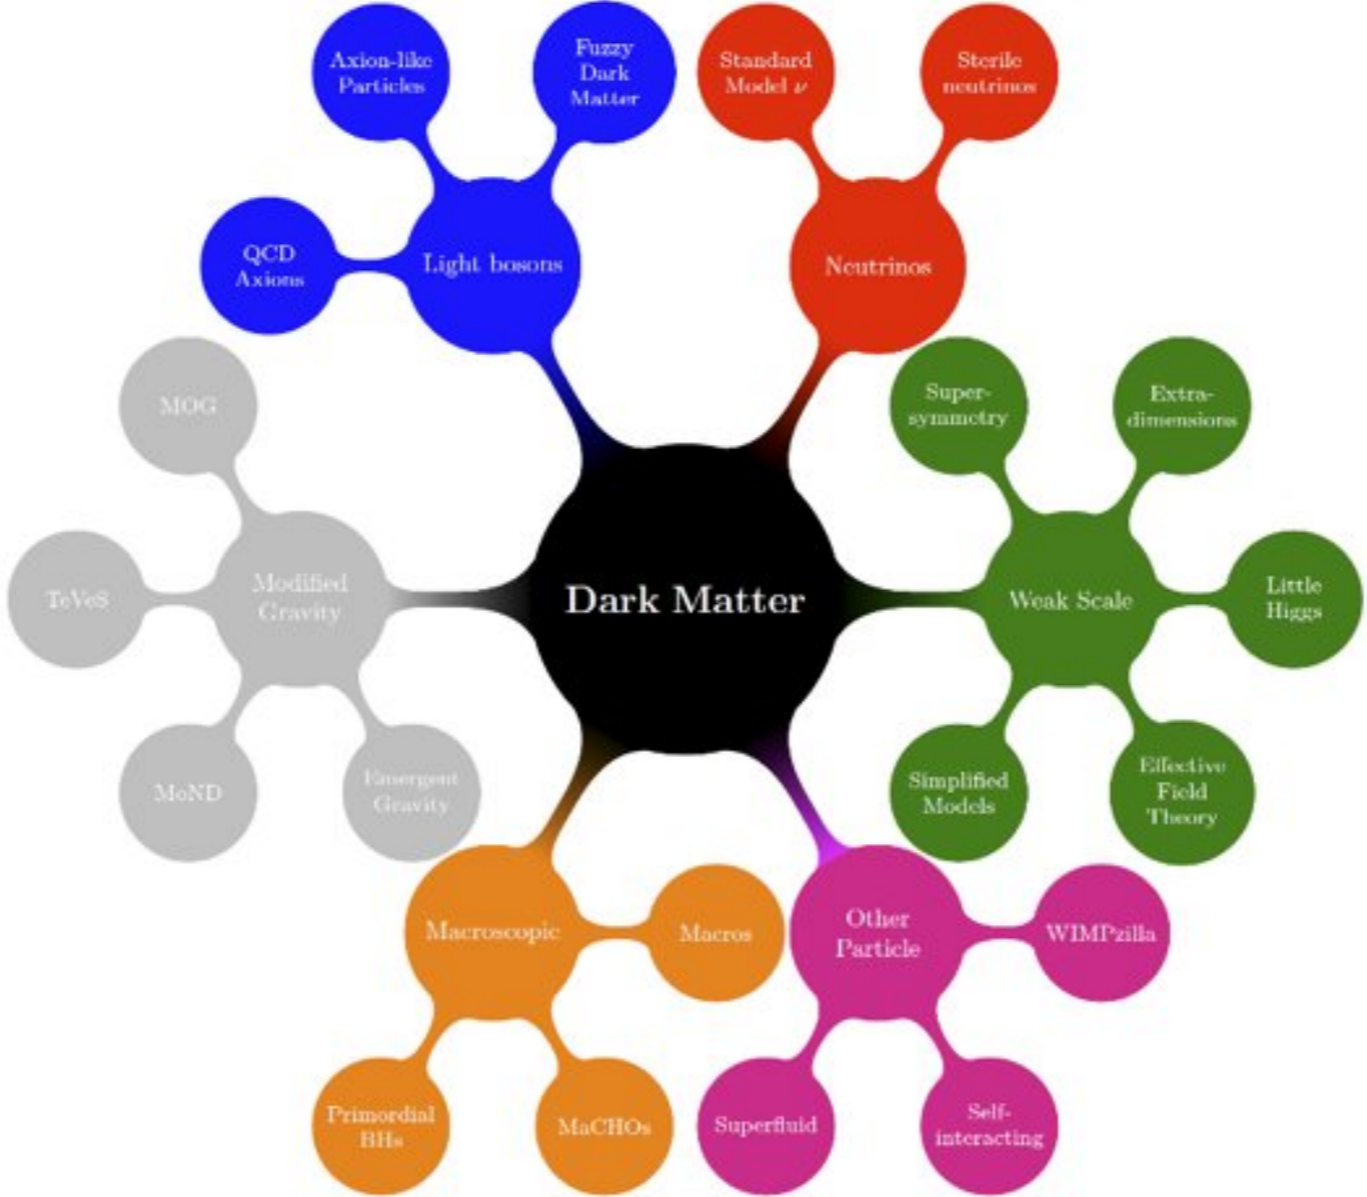 Axion-like
Particles
Fuzzy
Dark
Matter
Standard
Model ν
Sterile
neutrinos
QCD
Axions
Light bosons
Neutrinos
MOG
Super-
symmetry
Extra-
dimensions
TeVeS
Modified
Gravity
Dark Matter
Weak Scale
Little
Higgs
MoND
Emergent
Gravity
Simplified
Models
Effective
Field
Theory
Macroscopic
Macros
Other
Particle
WIMPzilla
Primordial
BHs
MaCHOs
Superfluid
Self-
interacting